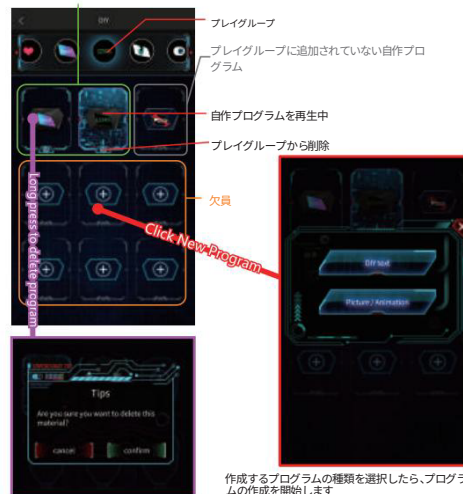 DIY
プレイグループ
プレイグループに追加されていない自作プロ
グラム
自作プログラムを再生中
プレイグループから削除
欠員
Long press to delete program
Click New Program
DIY text
Picture / Animation
Tips
Are you sure you want to delete this
material?
cancel
confirm
作成するプログラムの種類を選択したら、プログラ
ムの作成を開始します